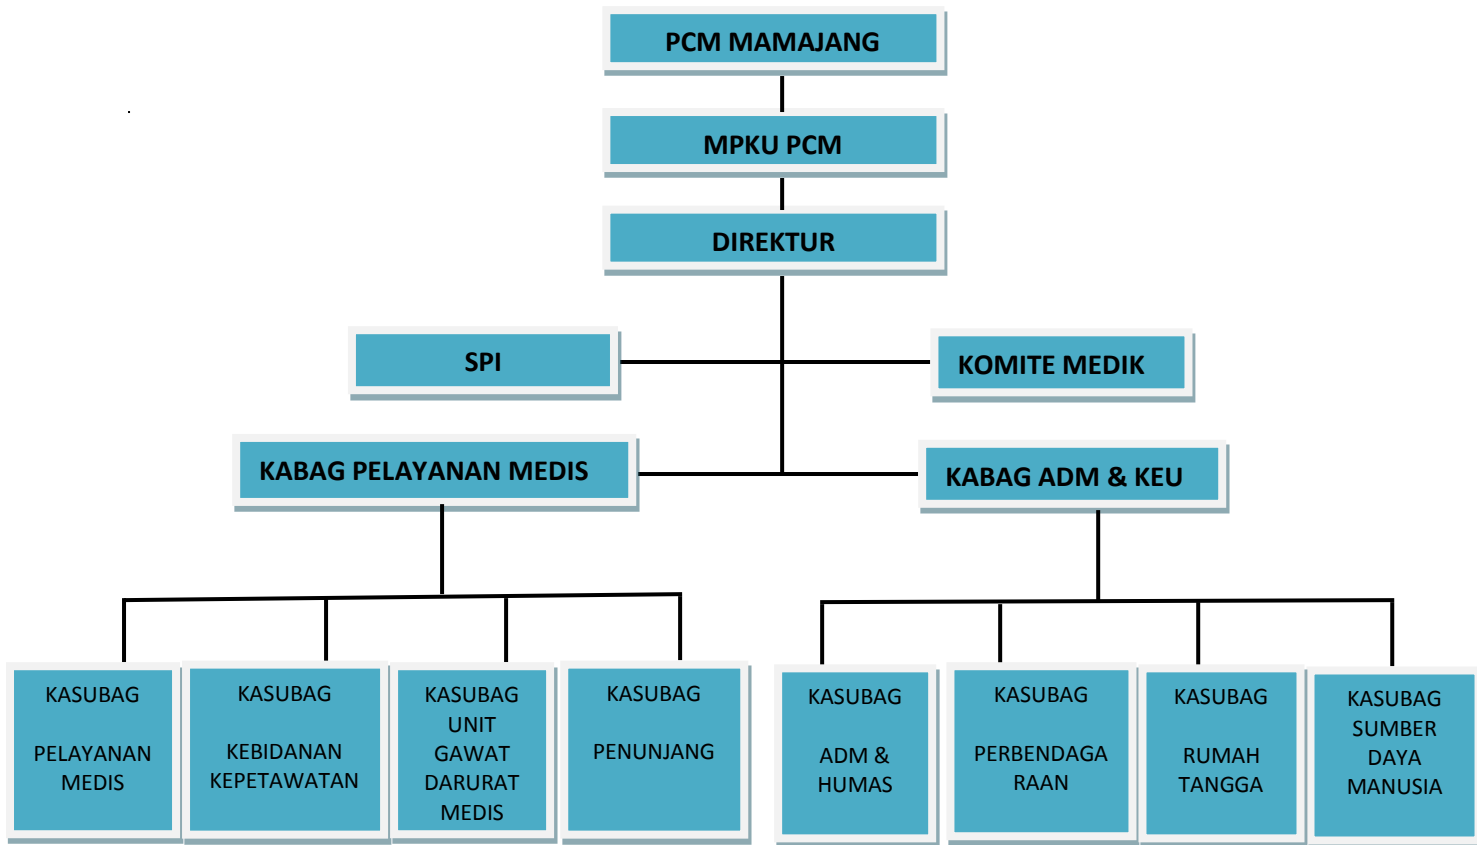 PCM MAMAJANG
MPKU PCM
DIREKTUR
SPI
KOMITE MEDIK
KABAG PELAYANAN MEDIS
KABAG ADM & KEU
KASUBAG
PELAYANAN
MEDIS
KASUBAG
KEBIDANAN
KEPETAWATAN
KASUBAG
UNIT
GAWAT
DARURAT
MEDIS
KASUBAG
PENUNJANG
KASUBAG
ADM &
HUMAS
KASUBAG
PERBENDAGA
RAAN
KASUBAG
RUMAH
TANGGA
KASUBAG
SUMBER
DAYA
MANUSIA